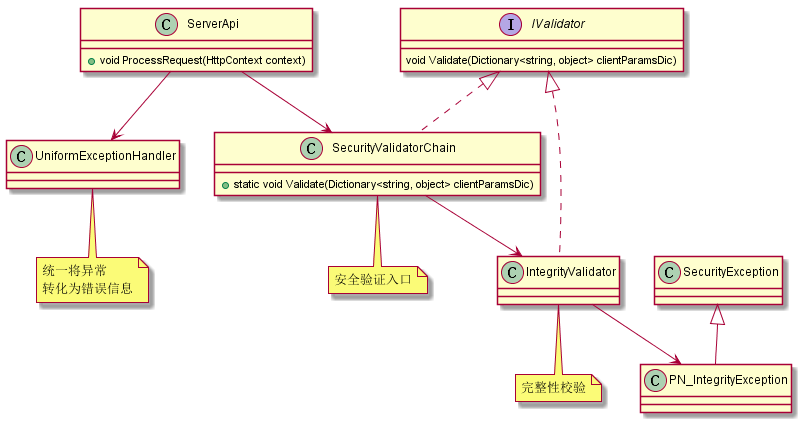 C ServerApi
void ProcessRequest(HttpContext context)
I IValidator
void Validate(Dictionary<string, object> clientParamsDic)
C UniformExceptionHandler
C SecurityValidatorChain
static void Validate(Dictionary<string, object> clientParamsDic)
统一将异常
转化为错误信息
安全验证入口
C IntegrityValidator
C SecurityException
完整性校验
C PN_IntegrityException